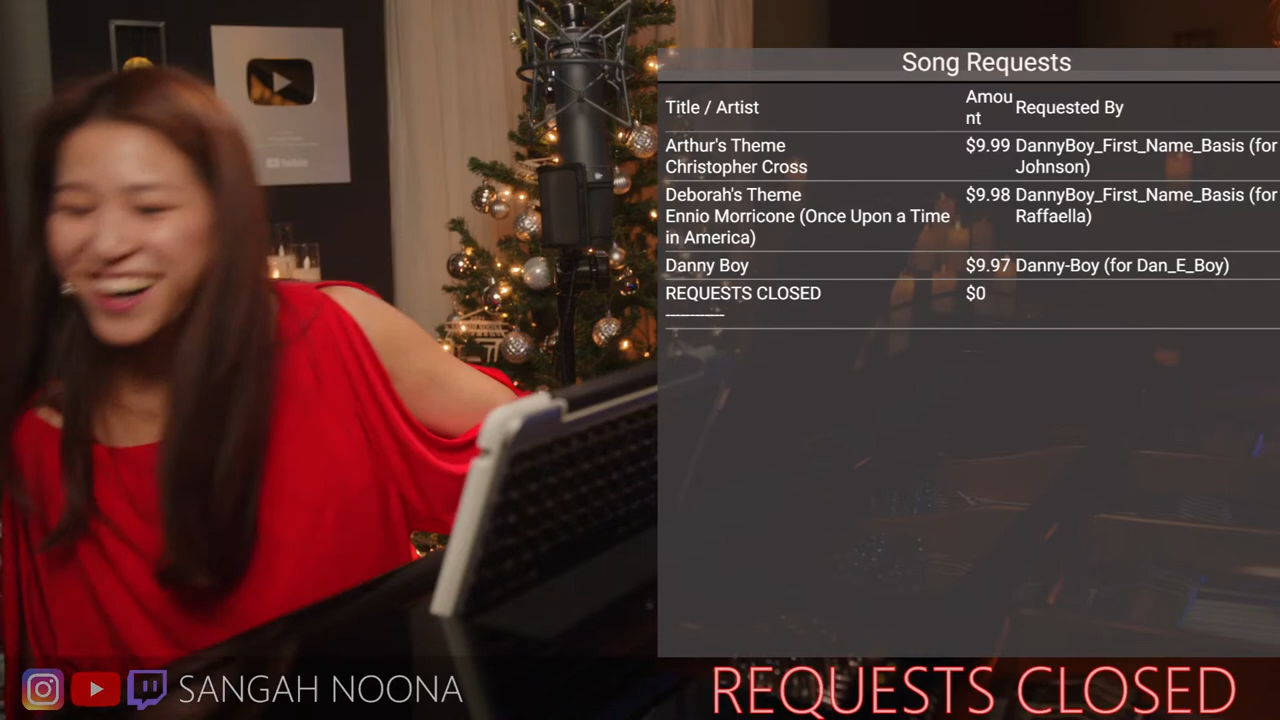 Song Requests
Title / Artist
Amou
nt
Requested By
Arthur's Theme
Christopher Cross
$9.99
DannyBoy_First_Name_Basis (for
Johnson)
Deborah's Theme
Ennio Morricone (Once Upon a Time
in America)
$9.98
DannyBoy_First_Name_Basis (for
Raffaella)
Danny Boy
$9.97
Danny-Boy (for Dan_E_Boy)
REQUESTS CLOSED
------------
$0
YouTube
SANGAH NOONA
REQUESTS CLOSED